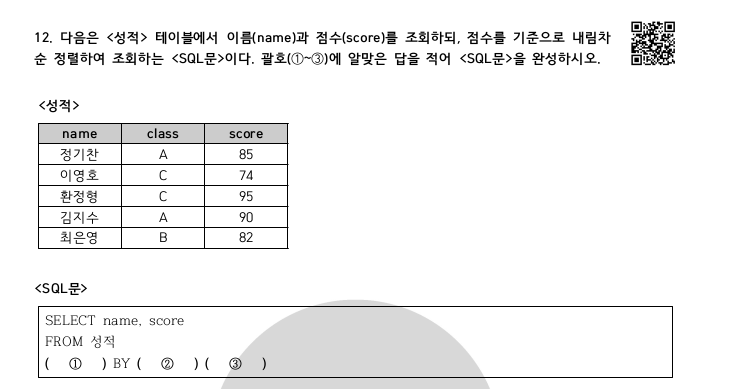 12. 다음은 <성적> 테이블에서 이름(name)과 점수(score)를 조회하되, 점수를 기준으로 내림차
순 정렬하여 조회하는 <SQL문>이다. 괄호(①~③)에 알맞은 답을 적어 <SQL문>을 완성하시오.
<성적>
name class score
정기찬 A 85
이영호 C 74
환정형 C 95
김지수 A 90
최은영 B 82
<SQL문>
SELECT name, score
FROM 성적
( ① ) BY ( ② ) ( ③ )